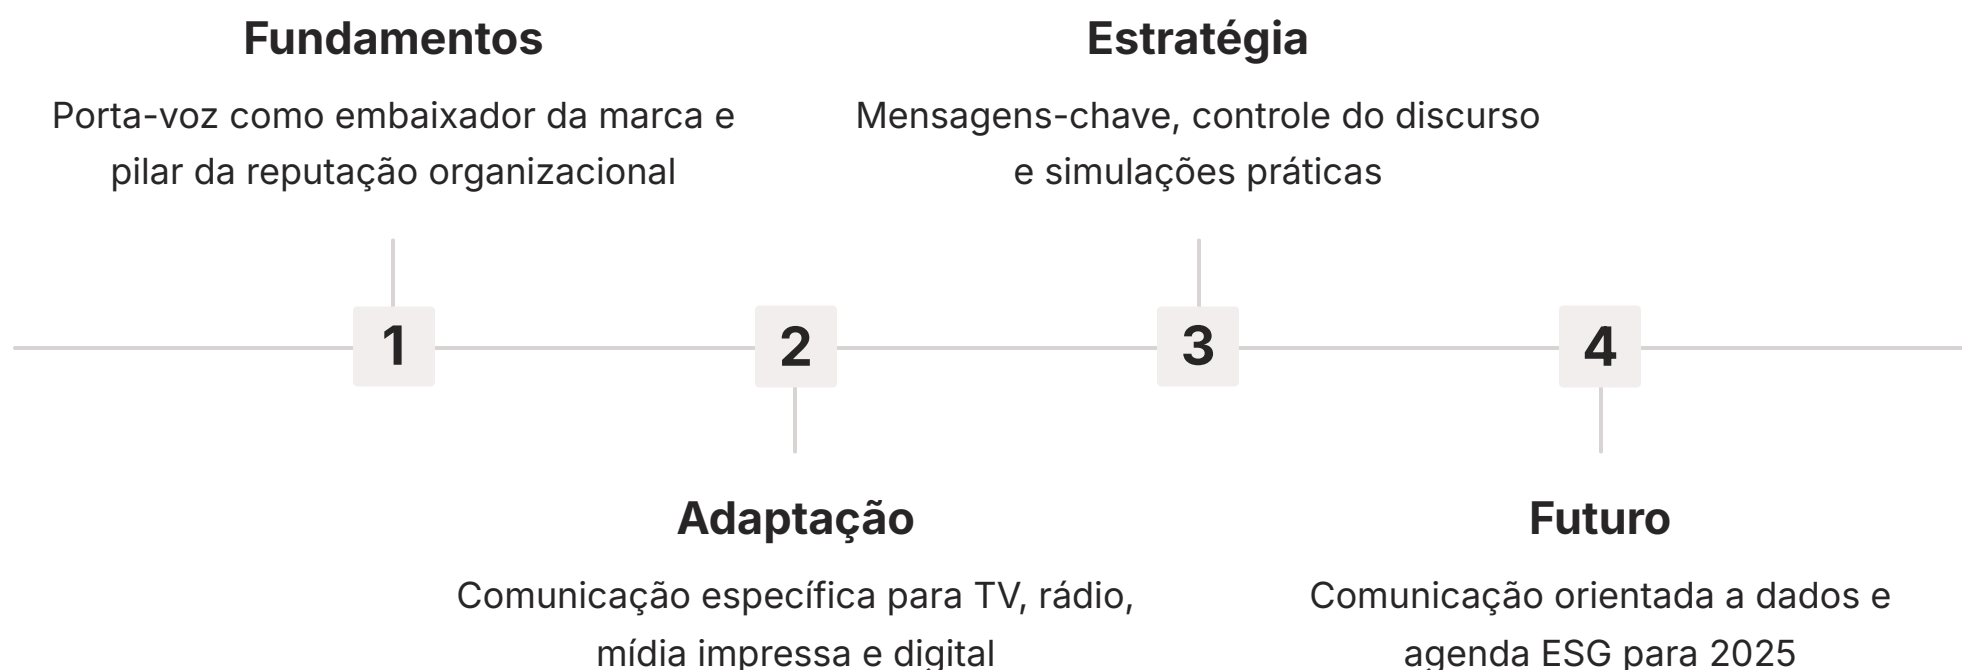 Fundamentos
Porta-voz como embaixador da marca e
pilar da reputação organizacional
Estratégia
Mensagens-chave, controle do discurso
e simulações práticas
1
2
3
4
Adaptação
Comunicação específica para TV, rádio,
mídia impressa e digital
Futuro
Comunicação orientada a dados e
agenda ESG para 2025